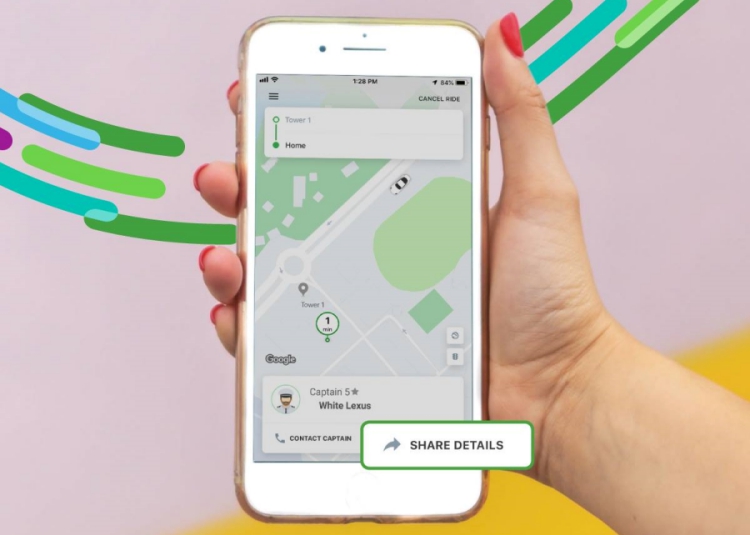 1:28 PM
84%
CANCEL RIDE
Tower 1
Home
Tower 1
1
min
Google
Captain 5★
White Lexus
CONTACT CAPTAIN
SHARE DETAILS